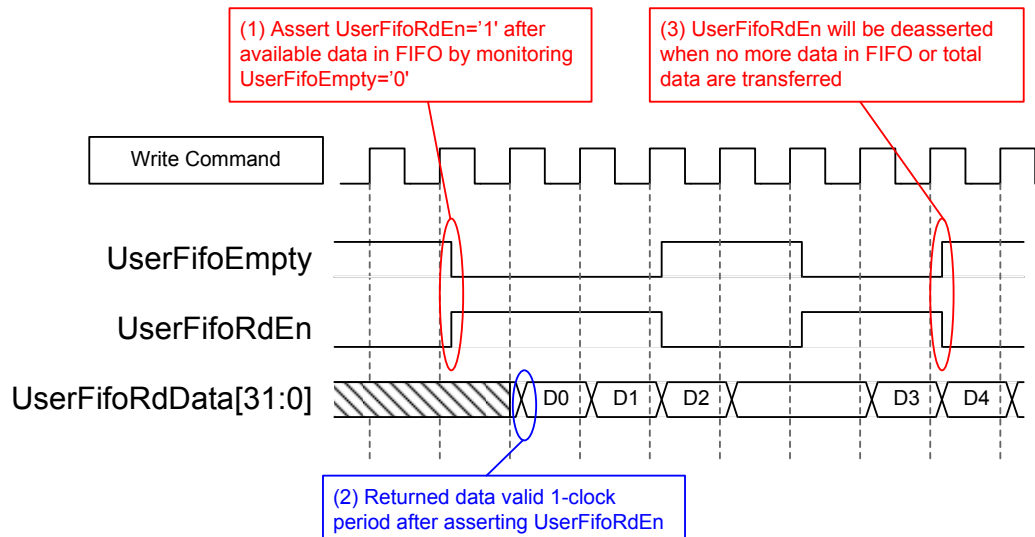 (1) Assert UserFifoRdEn='1' after
available data in FIFO by monitoring
UserFifoEmpty='0'
(3) UserFifoRdEn will be deasserted
when no more data in FIFO or total
data are transferred
Write Command
UserFifoEmpty
UserFifoRdEn
UserFifoRdData[31:0]
D0 D1 D2 D3 D4
(2) Returned data valid 1-clock
period after asserting UserFifoRdEn